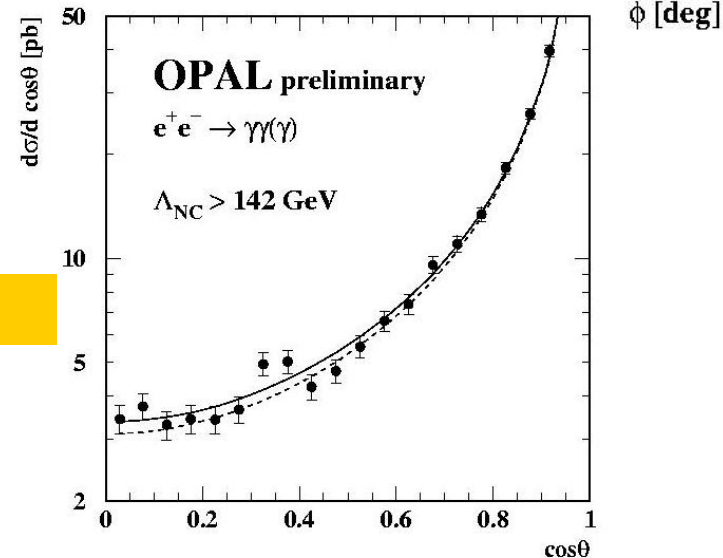 ϕ [deg]
dσ/d cosθ [pb]
50
OPAL preliminary
e⁺e⁻ → γγ(γ)
Λ_NC > 142 GeV
10
5
2
0 0.2 0.4 0.6 0.8 1
cosθ